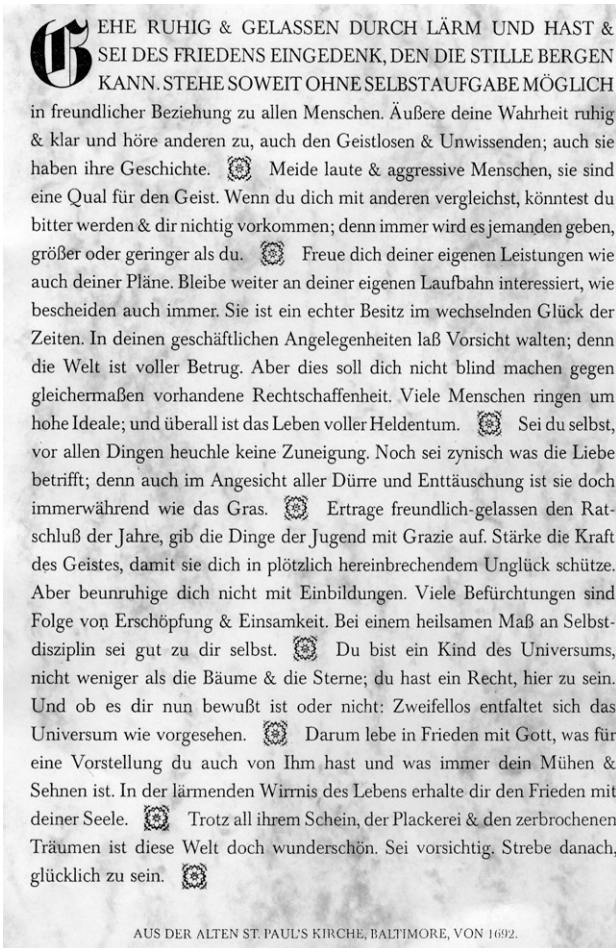 GEHE RUHIG & GELASSEN DURCH LÄRM UND HAST &
SEI DES FRIEDENS EINGEDENK, DEN DIE STILLE BERGEN
KANN. STEHE SOWEIT OHNE SELBSTAUFGABE MÖGLICH
in freundlicher Beziehung zu allen Menschen. Äußere deine Wahrheit ruhig
& klar und höre anderen zu, auch den Geistlosen & Unwissenden; auch sie
haben ihre Geschichte. Meide laute & aggressive Menschen, sie sind
eine Qual für den Geist. Wenn du dich mit anderen vergleichst, könntest du
bitter werden & dir nichtig vorkommen; denn immer wird es jemanden geben,
größer oder geringer als du. Freue dich deiner eigenen Leistungen wie
auch deiner Pläne. Bleibe weiter an deiner eigenen Laufbahn interessiert, wie
bescheiden auch immer. Sie ist ein echter Besitz im wechselnden Glück der
Zeiten. In deinen geschäftlichen Angelegenheiten laß Vorsicht walten; denn
die Welt ist voller Betrug. Aber dies soll dich nicht blind machen gegen
gleichermaßen vorhandene Rechtschaffenheit. Viele Menschen ringen um
hohe Ideale; und überall ist das Leben voller Heldentum. Sei du selbst,
vor allen Dingen heuchle keine Zuneigung. Noch sei zynisch was die Liebe
betrifft; denn auch im Angesicht aller Dürre und Enttäuschung ist sie doch
immerwährend wie das Gras. Ertrage freundlich-gelassen den Rat-
schluß der Jahre, gib die Dinge der Jugend mit Grazie auf. Stärke die Kraft
des Geistes, damit sie dich in plötzlich hereinbrechendem Unglück schütze.
Aber beunruhige dich nicht mit Einbildungen. Viele Befürchtungen sind
Folge von Erschöpfung & Einsamkeit. Bei einem heilsamen Maß an Selbst-
disziplin sei gut zu dir selbst. Du bist ein Kind des Universums,
nicht weniger als die Bäume & die Sterne; du hast ein Recht, hier zu sein.
Und ob es dir nun bewußt ist oder nicht: Zweifellos entfaltet sich das
Universum wie vorgesehen. Darum lebe in Frieden mit Gott, was für
eine Vorstellung du auch von Ihm hast und was immer dein Mühen &
Sehnen ist. In der lärmenden Wirrnis des Lebens erhalte dir den Frieden mit
deiner Seele. Trotz all ihrem Schein, der Plackerei & den zerbrochenen
Träumen ist diese Welt doch wunderschön. Sei vorsichtig. Strebe danach,
glücklich zu sein.
AUS DER ALTEN ST. PAUL'S KIRCHE, BALTIMORE, VON 1692.